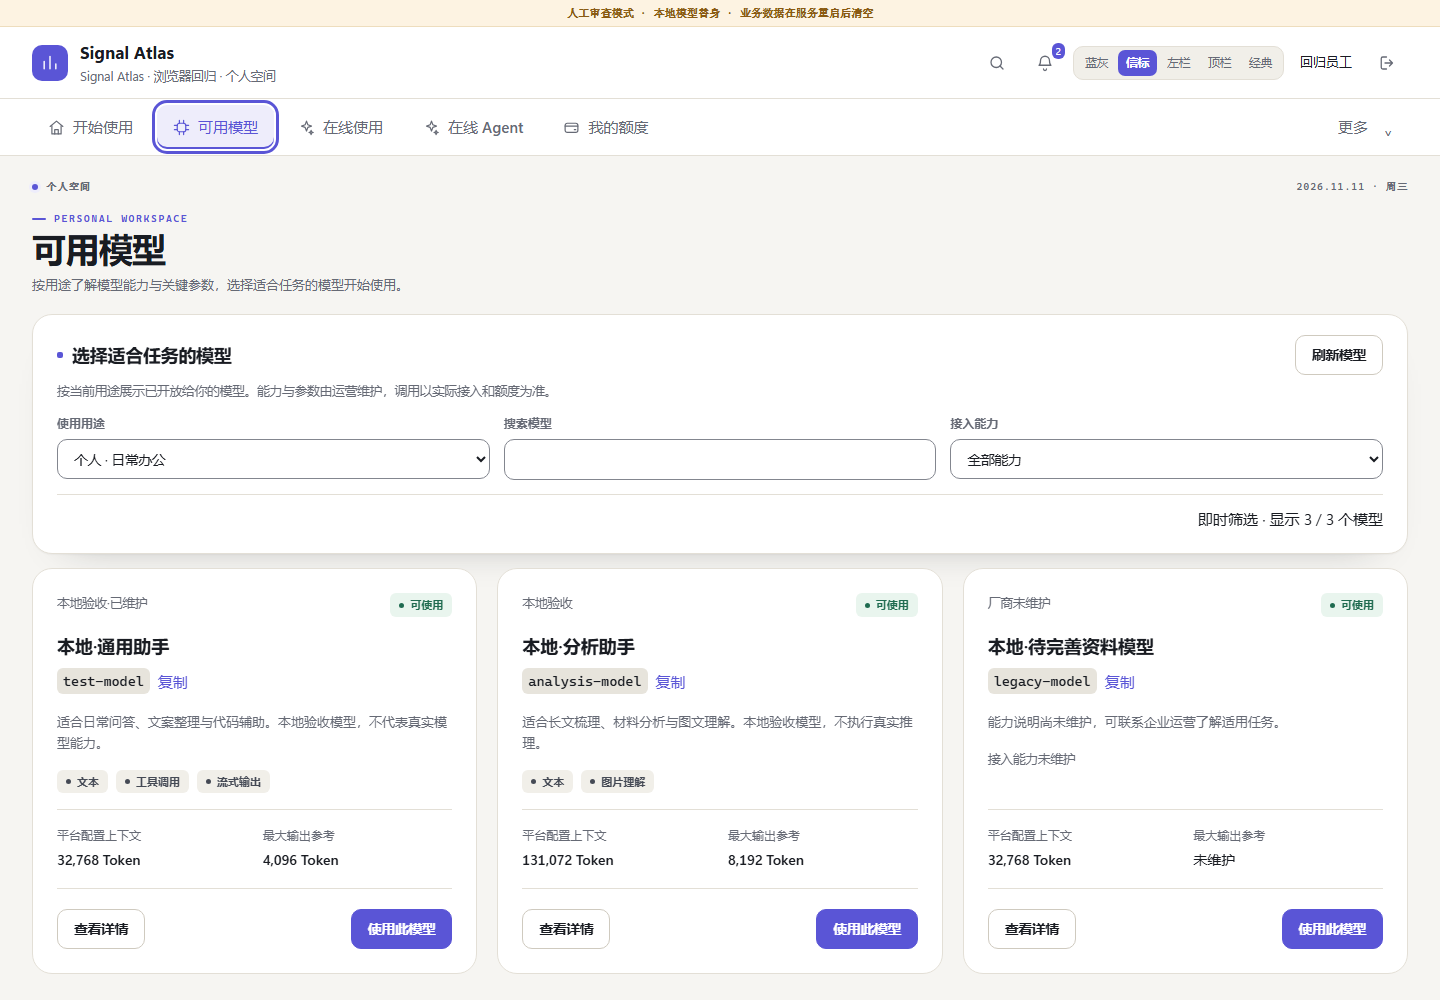 人工审查模式 · 本地模型替身 · 业务数据在服务重启后清空
Signal Atlas
Signal Atlas · 浏览器回归 · 个人空间
2
蓝灰 信标 左栏 顶栏 经典
回归员工
开始使用 可用模型 在线使用 在线 Agent 我的额度 更多
个人空间
2026.11.11 · 周三
PERSONAL WORKSPACE
可用模型
按用途了解模型能力与关键参数，选择适合任务的模型开始使用。
选择适合任务的模型
刷新模型
按当前用途展示已开放给你的模型。能力与参数由运营维护，调用以实际接入和额度为准。
使用用途 搜索模型 接入能力
个人 · 日常办公 全部能力
即时筛选 · 显示 3 / 3 个模型
本地验收·已维护 可使用
本地·通用助手
test-model 复制
适合日常问答、文案整理与代码辅助。本地验收模型，不代表真实模
型能力。
文本 工具调用 流式输出
平台配置上下文 最大输出参考
32,768 Token 4,096 Token
查看详情 使用此模型
本地验收 可使用
本地·分析助手
analysis-model 复制
适合长文梳理、材料分析与图文理解。本地验收模型，不执行真实推
理。
文本 图片理解
平台配置上下文 最大输出参考
131,072 Token 8,192 Token
查看详情 使用此模型
厂商未维护 可使用
本地·待完善资料模型
legacy-model 复制
能力说明尚未维护，可联系企业运营了解适用任务。
接入能力未维护
平台配置上下文 最大输出参考
32,768 Token 未维护
查看详情 使用此模型